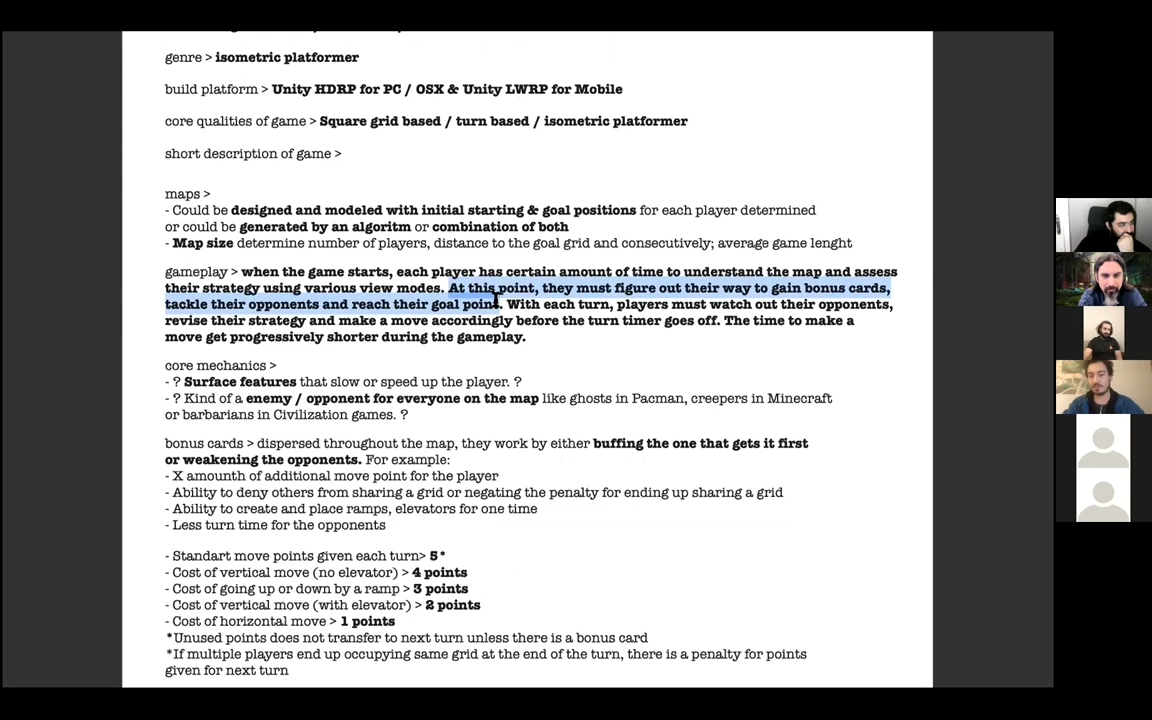 genre > isometric platformer
build platform > Unity HDRP for PC / OSX & Unity LWRP for Mobile
core qualities of game > Square grid based / turn based / isometric platformer
short description of game >
maps >
- Could be designed and modeled with initial starting & goal positions for each player determined
or could be generated by an algoritm or combination of both
- Map size determine number of players, distance to the goal grid and consecutively; average game lenght
gameplay > when the game starts, each player has certain amount of time to understand the map and assess
their strategy using various view modes. At this point, they must figure out their way to gain bonus cards,
tackle their opponents and reach their goal point. With each turn, players must watch out their opponents,
revise their strategy and make a move accordingly before the turn timer goes off. The time to make a
move get progressively shorter during the gameplay.
core mechanics >
- ? Surface features that slow or speed up the player. ?
- ? Kind of a enemy / opponent for everyone on the map like ghosts in Pacman, creepers in Minecraft
or barbarians in Civilization games. ?
bonus cards > dispersed throughout the map, they work by either buffing the one that gets it first
or weakening the opponents. For example:
- X amounth of additional move point for the player
- Ability to deny others from sharing a grid or negating the penalty for ending up sharing a grid
- Ability to create and place ramps, elevators for one time
- Less turn time for the opponents
- Standart move points given each turn> 5 *
- Cost of vertical move (no elevator) > 4 points
- Cost of going up or down by a ramp > 3 points
- Cost of vertical move (with elevator) > 2 points
- Cost of horizontal move > 1 points
*Unused points does not transfer to next turn unless there is a bonus card
*If multiple players end up occupying same grid at the end of the turn, there is a penalty for points
given for next turn